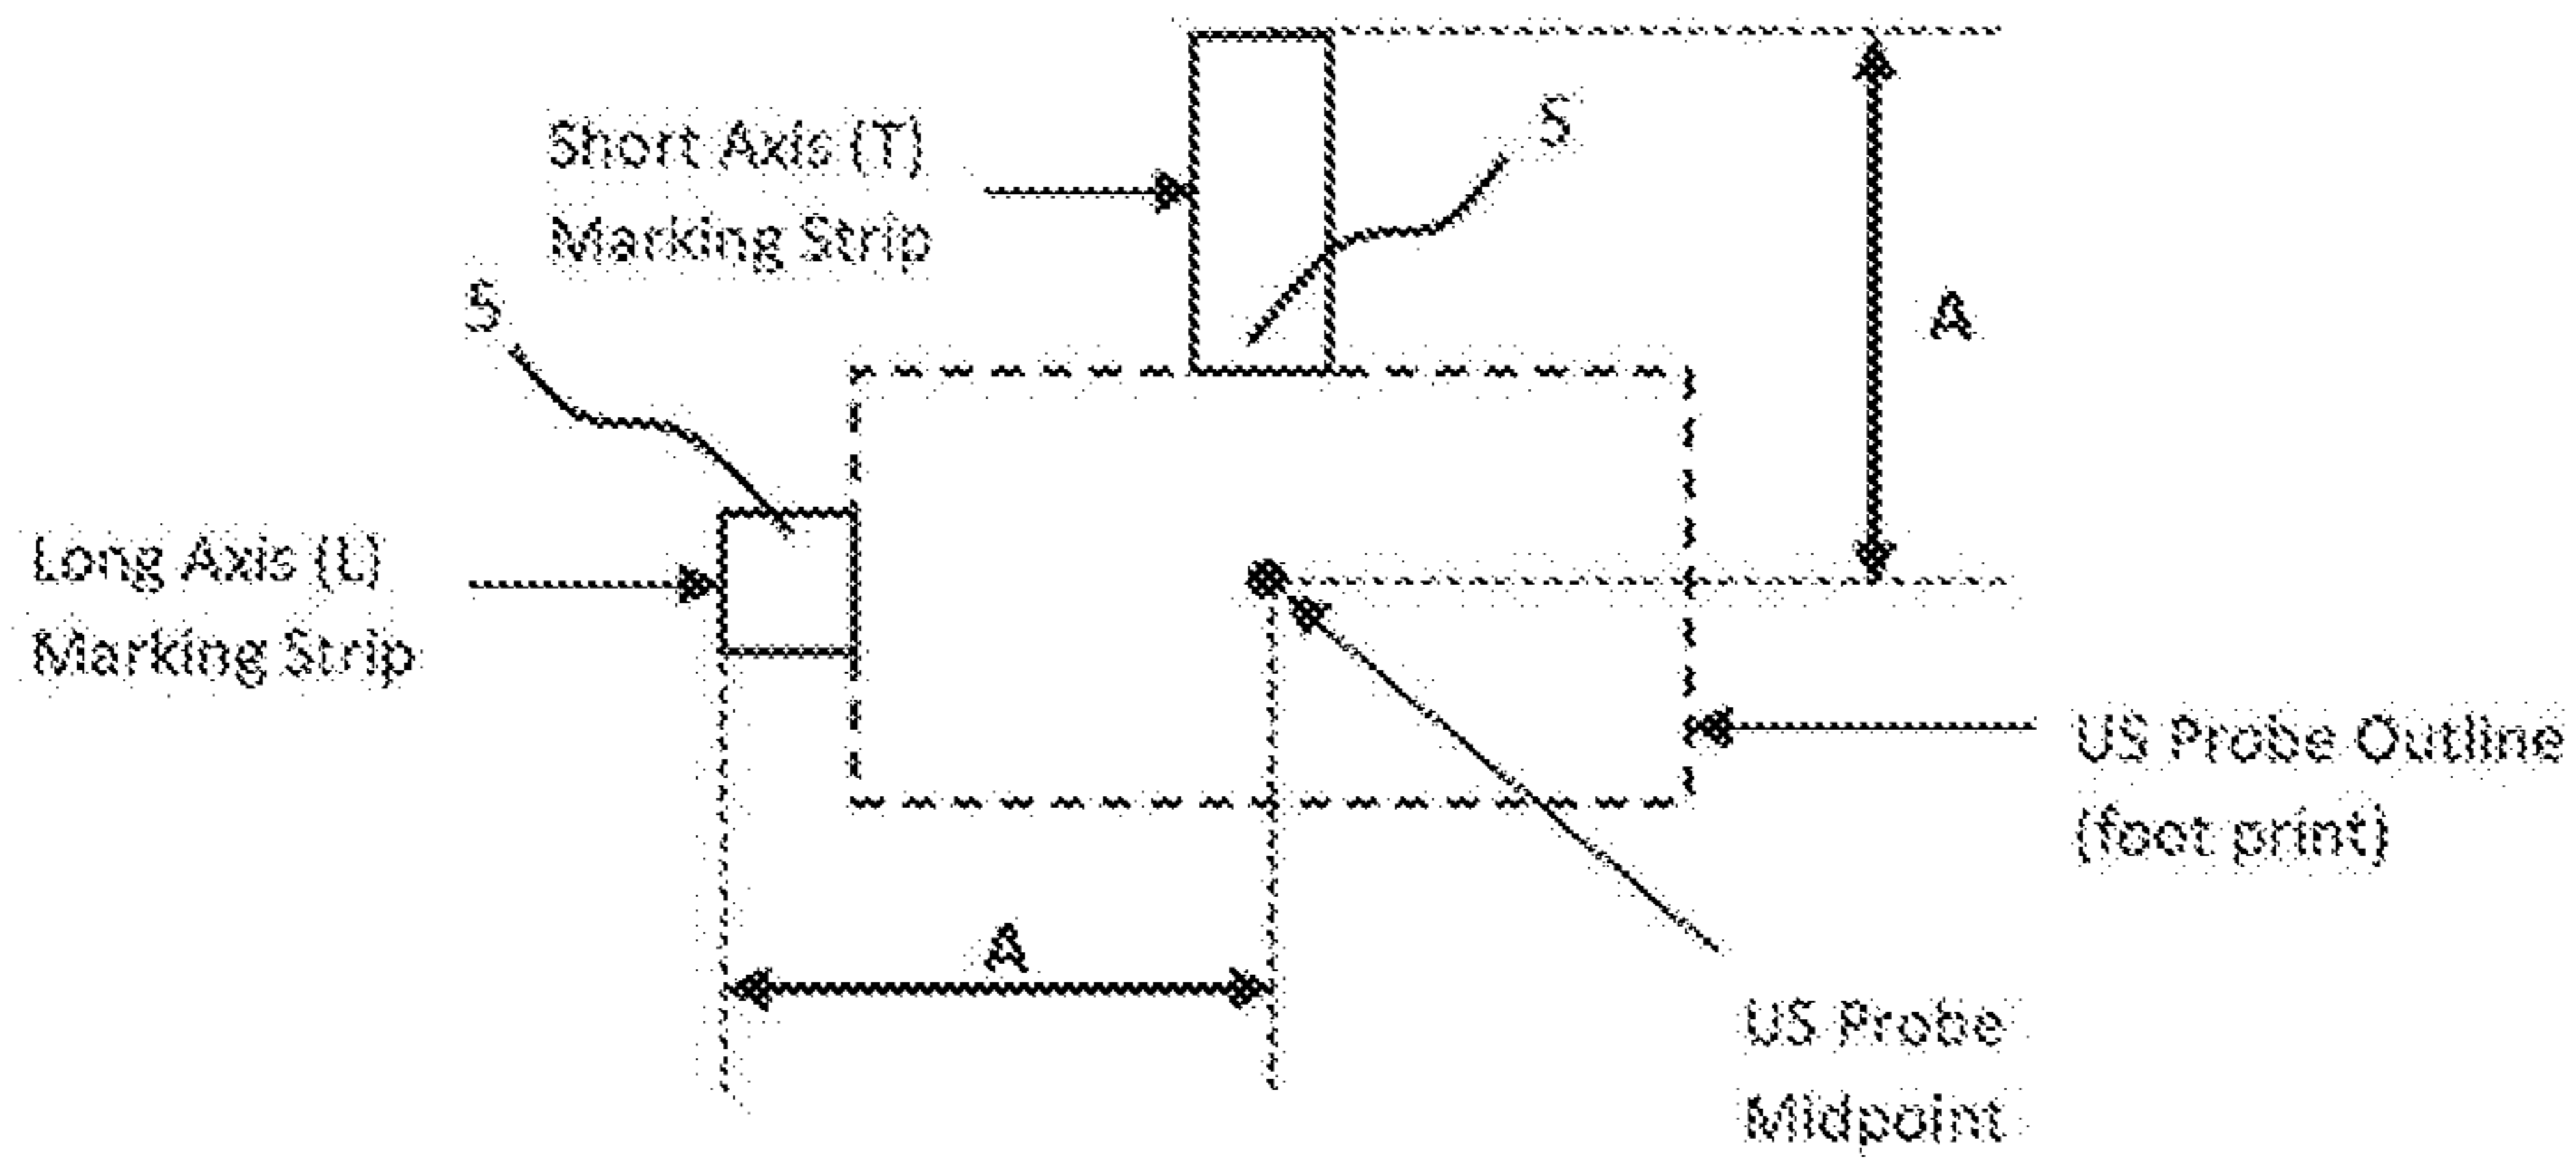 Short Axis (T)
Marking Strip
5
5
A
Long Axis (L)
Marking Strip
US Probe Outline
(foot print)
A
US Probe
Midpoint